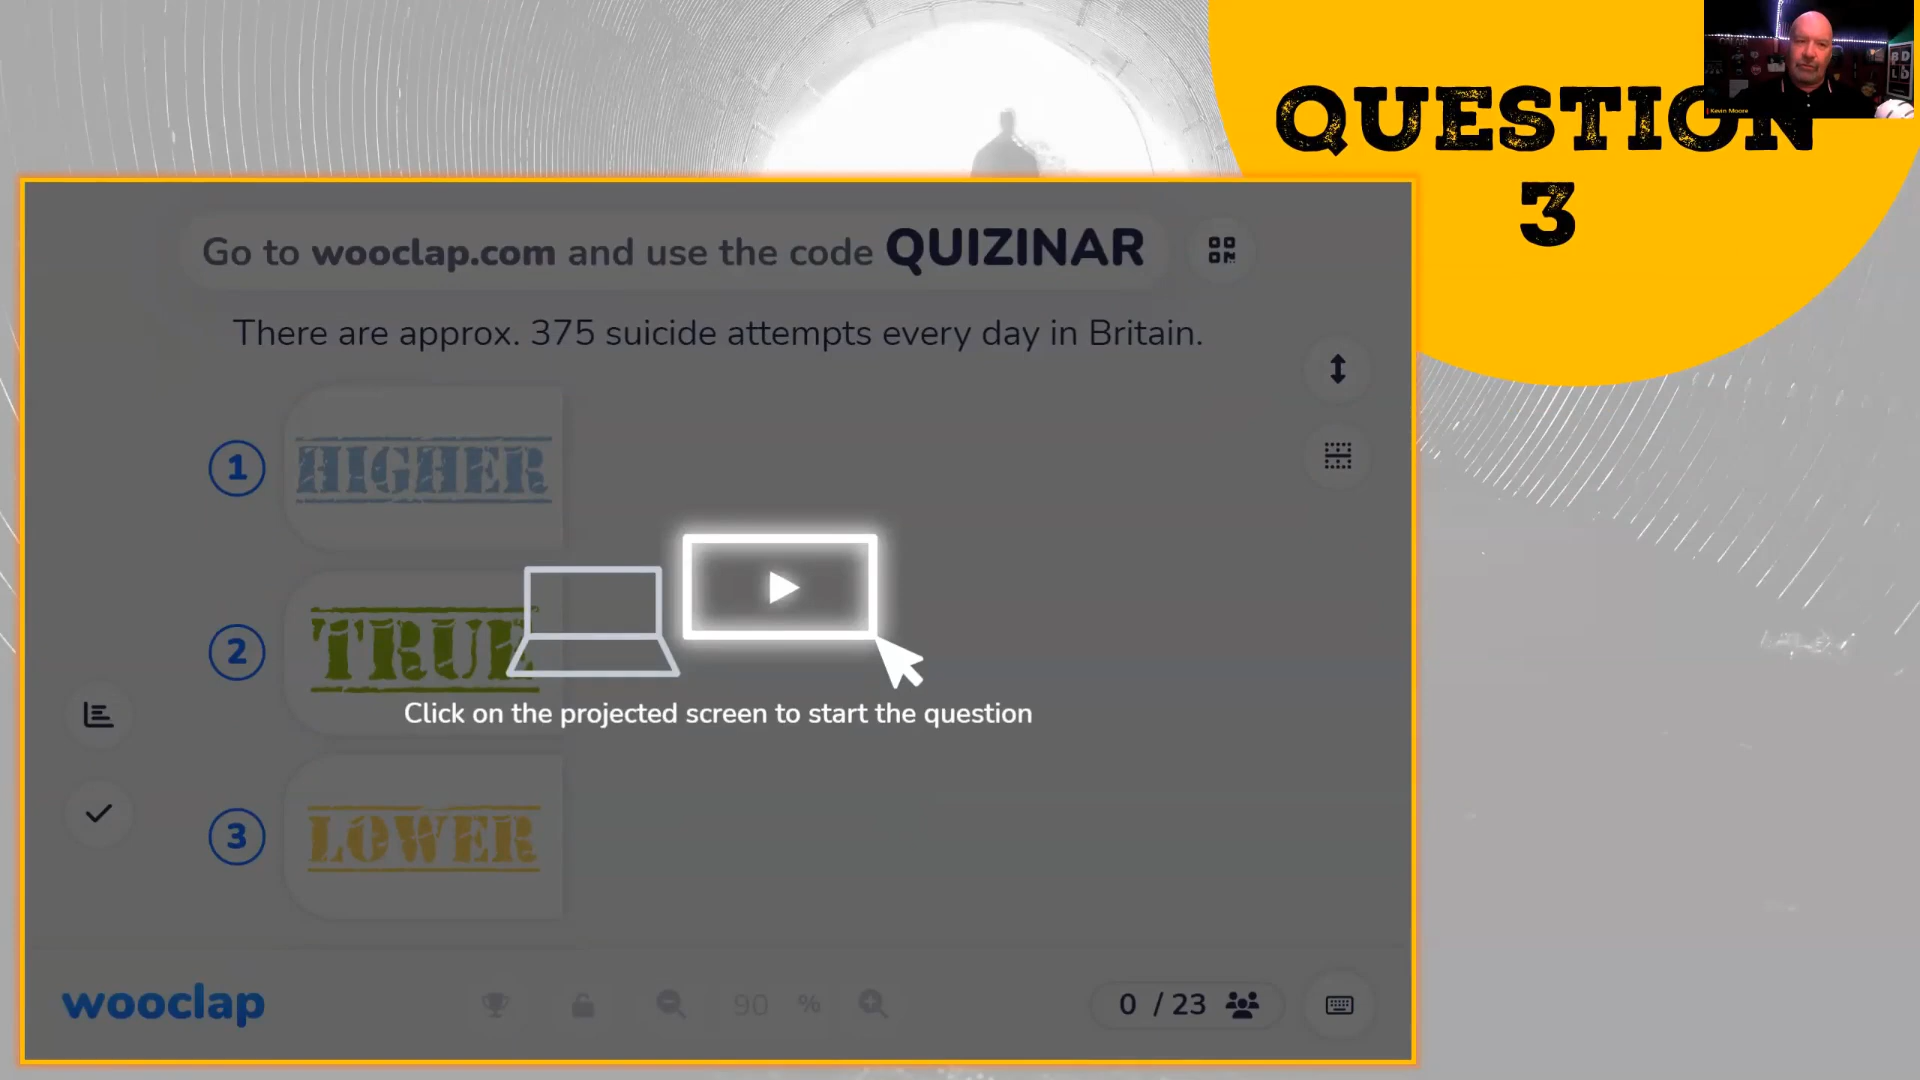 QUESTION
3
Kevin Moore
Go to wooclap.com and use the code QUIZINAR
There are approx. 375 suicide attempts every day in Britain.
1 HIGHER
2 TRUE
Click on the projected screen to start the question
3 LOWER
wooclap
90 %
0 / 23